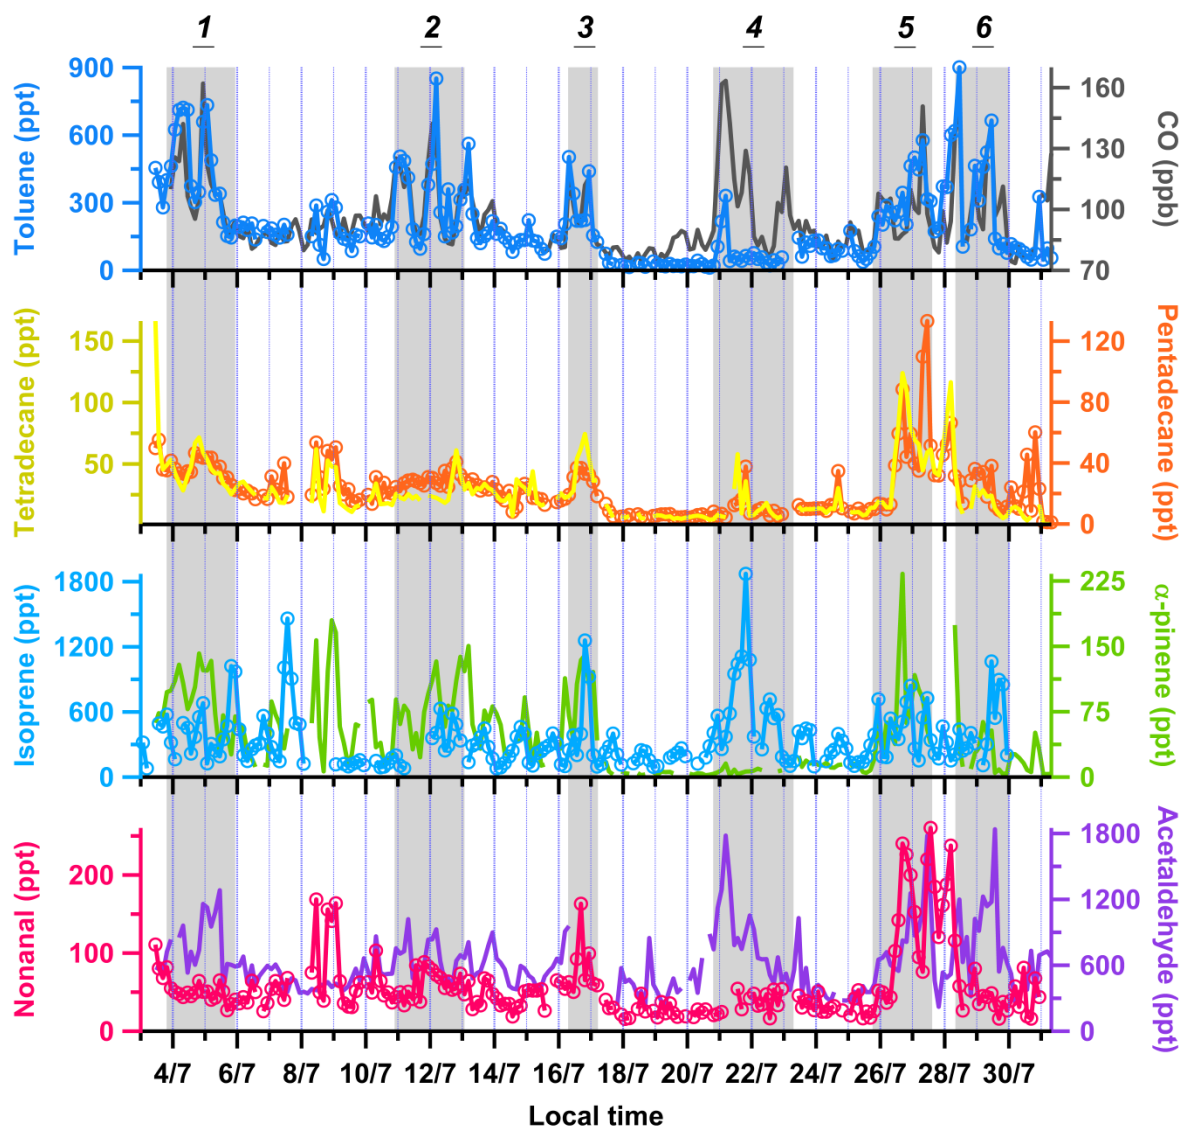 1 2 3 4 5 6
Toluene (ppt)
900
600
300
0
CO (ppb)
160
130
100
70
Tetradecane (ppt)
150
100
50
Pentadecane (ppt)
120
80
40
0
Isoprene (ppt)
1800
1200
600
0
α-pinene (ppt)
225
150
75
0
Nonanal (ppt)
200
100
0
Acetaldehyde (ppt)
1800
1200
600
0
4/7 6/7 8/7 10/7 12/7 14/7 16/7 18/7 20/7 22/7 24/7 26/7 28/7 30/7
Local time